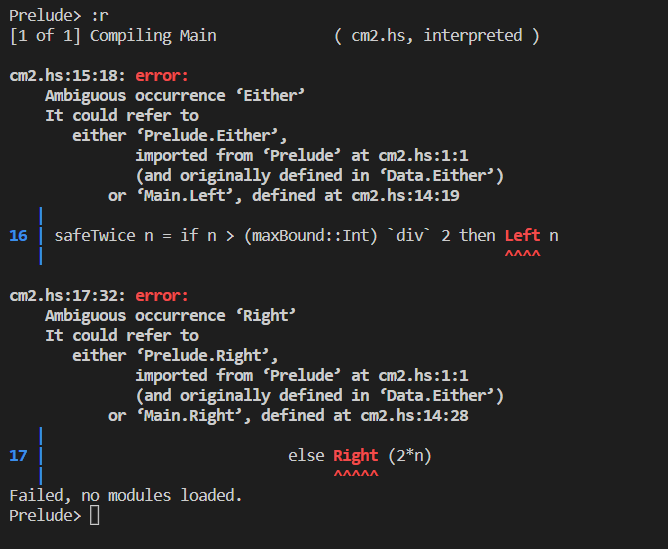 Prelude> :r
[1 of 1] Compiling Main             ( cm2.hs, interpreted )
cm2.hs:15:18: error:
    Ambiguous occurrence ‘Either’
    It could refer to
       either ‘Prelude.Either’,
              imported from ‘Prelude’ at cm2.hs:1:1
              (and originally defined in ‘Data.Either’)
           or ‘Main.Left’, defined at cm2.hs:14:19
   |
16 | safeTwice n = if n > (maxBound::Int) `div` 2 then Left n
   |                                                   ^^^^
cm2.hs:17:32: error:
    Ambiguous occurrence ‘Right’
    It could refer to
       either ‘Prelude.Right’,
              imported from ‘Prelude’ at cm2.hs:1:1
              (and originally defined in ‘Data.Either’)
           or ‘Main.Right’, defined at cm2.hs:14:28
   |
17 |                           else Right (2*n)
   |                                ^^^^^
Failed, no modules loaded.
Prelude>